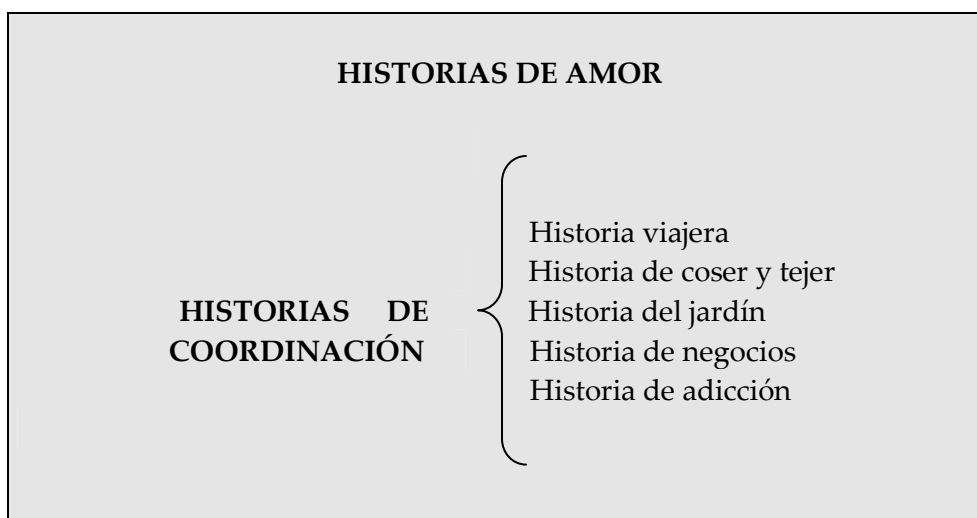 HISTORIAS DE AMOR
Historia viajera
Historia de coser y tejer
HISTORIAS DE
Historia del jardín
COORDINACIÓN
Historia de negocios
Historia de adicción